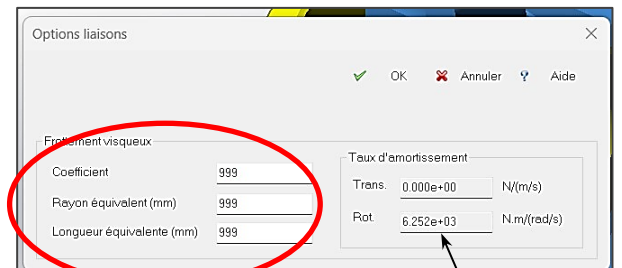 Options liaisons
OK Annuler ? Aide
Frottement visqueux
Coefficient 999
Rayon équivalent (mm) 999
Longueur équivalente (mm) 999
Taux d'amortissement
Trans. 0.000e+00 N/(m/s)
Rot. 6.252e+03 N.m/(rad/s)